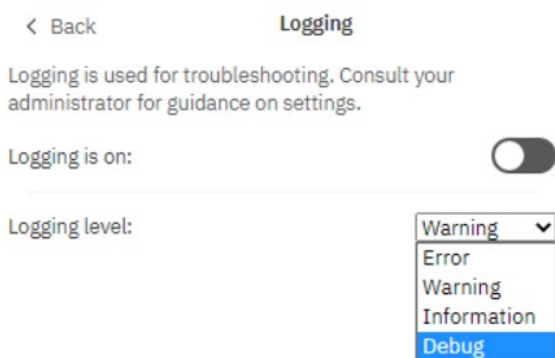 Back
Logging
Logging is used for troubleshooting. Consult your
administrator for guidance on settings.
Logging is on:
Logging level:
Warning
Error
Warning
Information
Debug